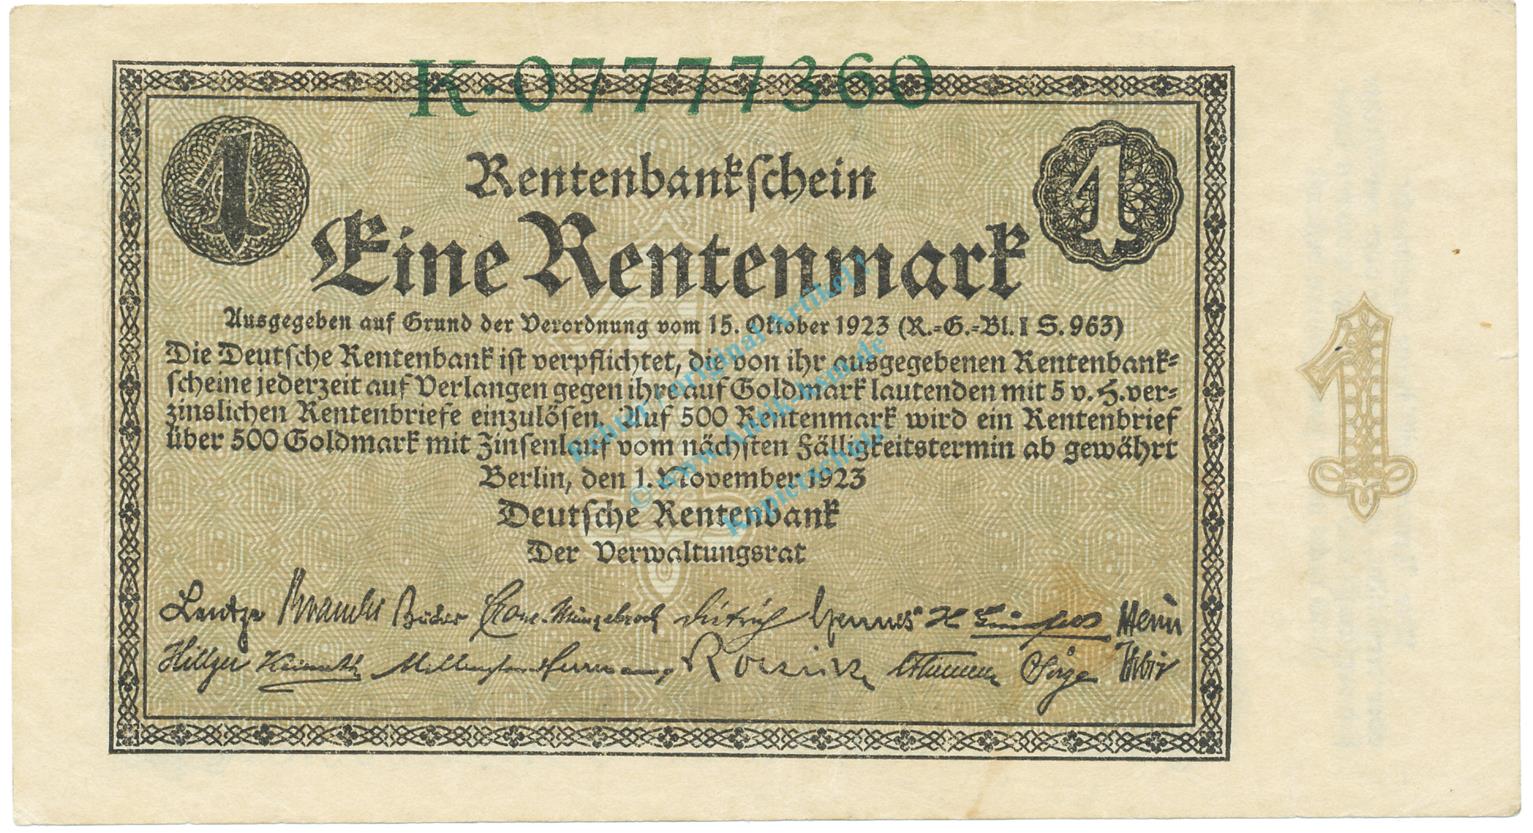 K·07777360
1
1
Rentenbankschein
Eine Rentenmark
Ausgegeben auf Grund der Verordnung vom 15. Oktober 1923 (R.-G.-Bl. I S. 963)
Die Deutsche Rentenbank ist verpflichtet, die von ihr ausgegebenen Rentenbank-
scheine jederzeit auf Verlangen gegen ihre auf Goldmark lautenden mit 5 v. H. ver-
zinslichen Rentenbriefe einzulösen. Auf 500 Rentenmark wird ein Rentenbrief
über 500 Goldmark mit Zinsenlauf vom nächsten Fälligkeitstermin ab gewährt
Berlin, den 1. November 1923
Deutsche Rentenbank
Der Verwaltungsrat
Lentze
Hillger
1